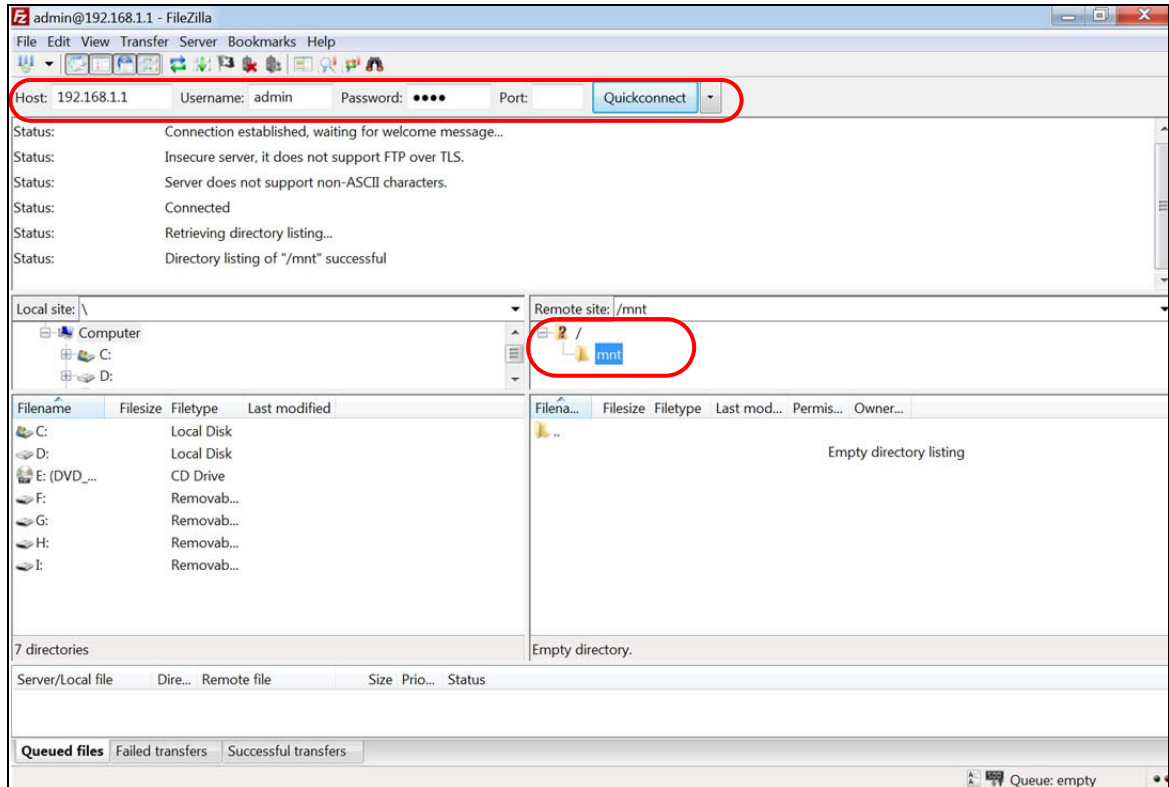 admin@192.168.1.1 - FileZilla
File Edit View Transfer Server Bookmarks Help
Host: 192.168.1.1 Username: admin Password: •••• Port: Quickconnect
Status: Connection established, waiting for welcome message...
Status: Insecure server, it does not support FTP over TLS.
Status: Server does not support non-ASCII characters.
Status: Connected
Status: Retrieving directory listing...
Status: Directory listing of "/mnt" successful
Local site: \ Remote site: /mnt
Computer /
C: mnt
D:
Filename Filesize Filetype Last modified Filena... Filesize Filetype Last mod... Permis... Owner...
C: Local Disk ..
D: Local Disk Empty directory listing
E: (DVD_... CD Drive
F: Removab...
G: Removab...
H: Removab...
I: Removab...
7 directories Empty directory.
Server/Local file Dire... Remote file Size Prio... Status
Queued files Failed transfers Successful transfers
Queue: empty